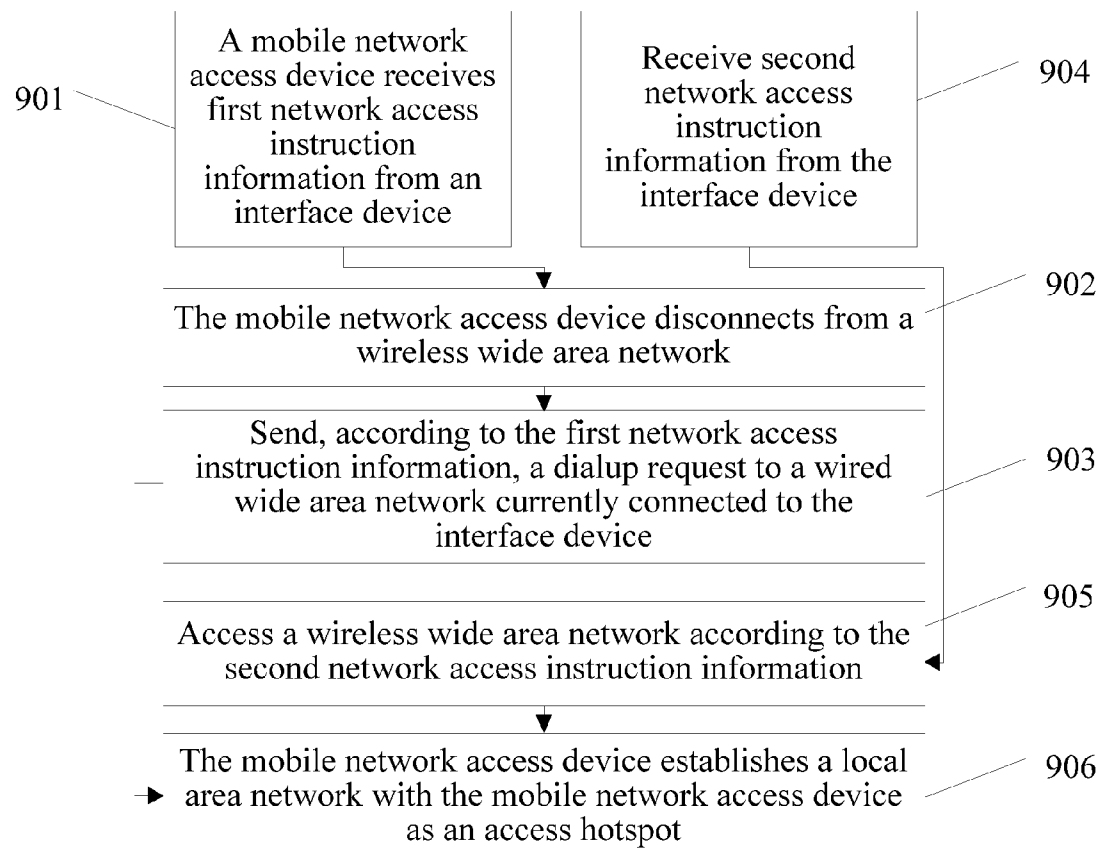 A mobile network
access device receives
first network access
instruction
information from an
interface device
901
Receive second
network access
instruction
information from the
interface device
904
The mobile network access device disconnects from a
wireless wide area network
902
Send, according to the first network access
instruction information, a dialup request to a wired
wide area network currently connected to the
interface device
903
Access a wireless wide area network according to the
second network access instruction information
905
The mobile network access device establishes a local
area network with the mobile network access device
as an access hotspot
906